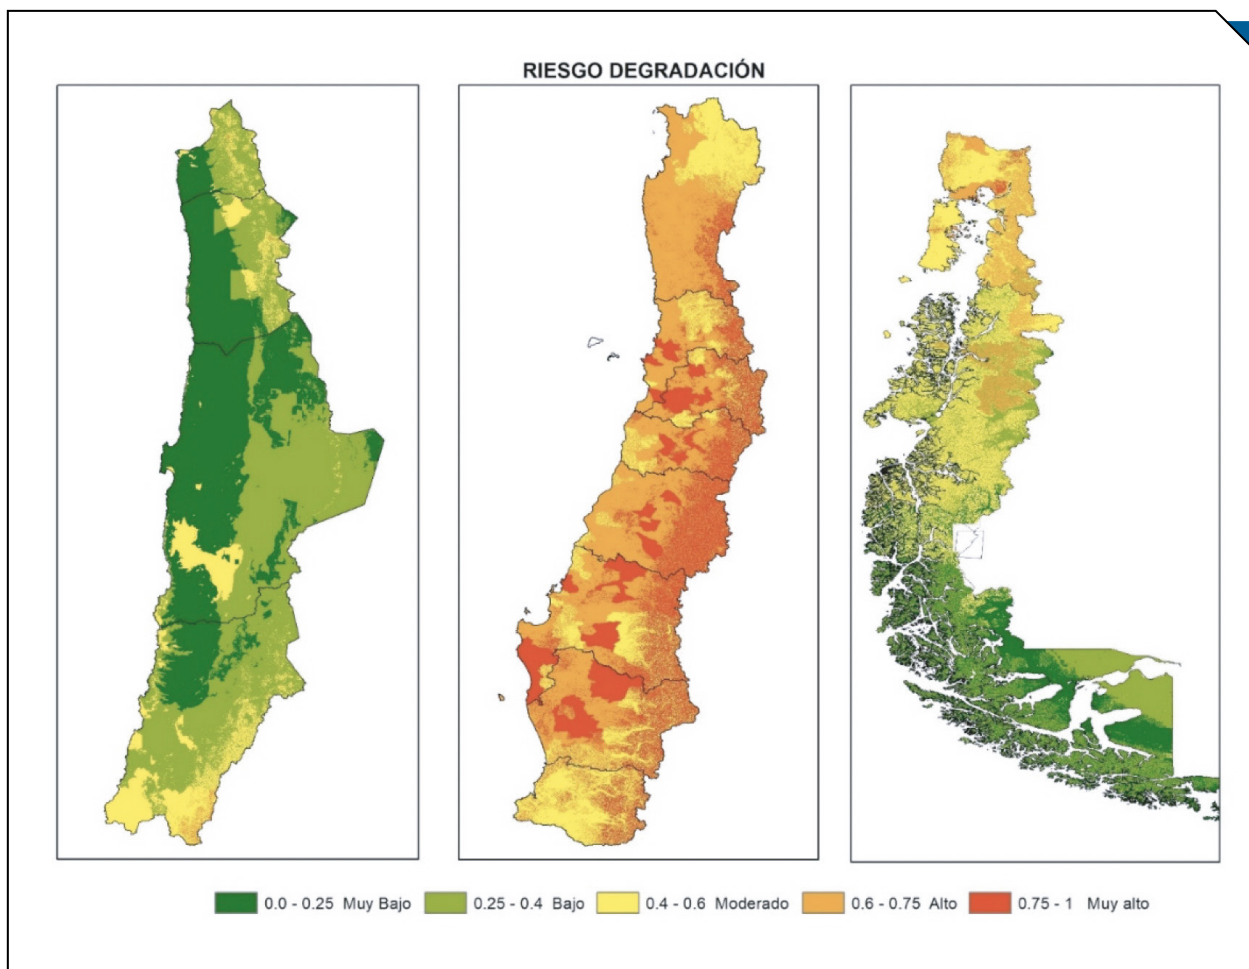 RIESGO DEGRADACIÓN
0.0 - 0.25 Muy Bajo
0.25 - 0.4 Bajo
0.4 - 0.6 Moderado
0.6 - 0.75 Alto
0.75 - 1 Muy alto